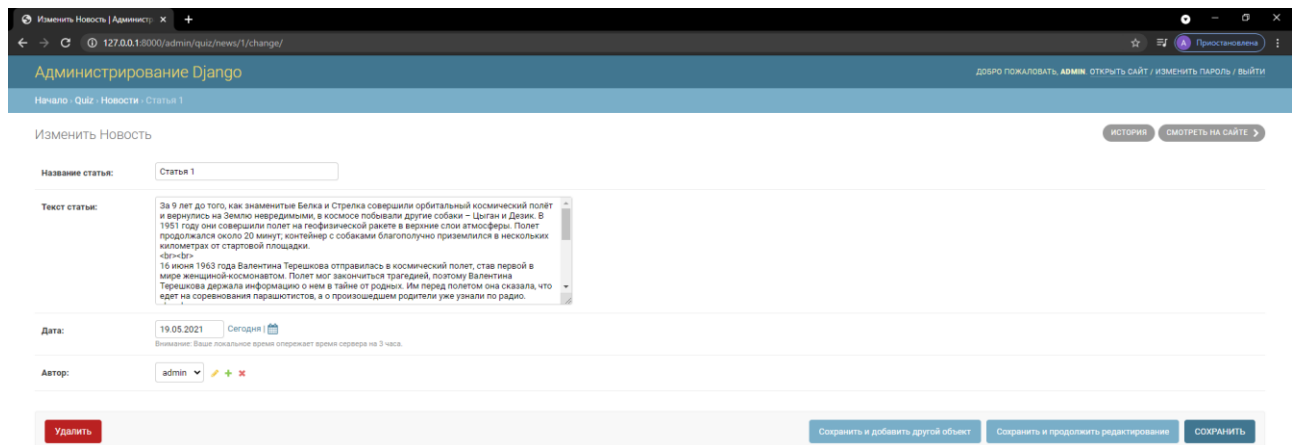 Изменить Новость | Администр
127.0.0.1:8000/admin/quiz/news/1/change/
Приостановлена
Администрирование Django
ДОБРО ПОЖАЛОВАТЬ, ADMIN. ОТКРЫТЬ САЙТ / ИЗМЕНИТЬ ПАРОЛЬ / ВЫЙТИ
Начало › Quiz › Новости › Статья 1
Изменить Новость
ИСТОРИЯ
СМОТРЕТЬ НА САЙТЕ
Название статья:
Статья 1
Текст статьи:
За 9 лет до того, как знаменитые Белка и Стрелка совершили орбитальный космический полёт
и вернулись на Землю невредимыми, в космосе побывали другие собаки – Цыган и Дезик. В
1951 году они совершили полет на геофизической ракете в верхние слои атмосферы. Полет
продолжался около 20 минут; контейнер с собаками благополучно приземлился в нескольких
километрах от стартовой площадки.
<br><br>
16 июня 1963 года Валентина Терешкова отправилась в космический полет, став первой в
мире женщиной-космонавтом. Полет мог закончиться трагедией, поэтому Валентина
Терешкова держала информацию о нем в тайне от родных. Им перед полетом она сказала, что
едет на соревнования парашютистов, а о произошедшем родители уже узнали по радио.
Дата:
19.05.2021
Сегодня |
Внимание: Ваше локальное время опережает время сервера на 3 часа.
Автор:
admin
Удалить
Сохранить и добавить другой объект
Сохранить и продолжить редактирование
СОХРАНИТЬ